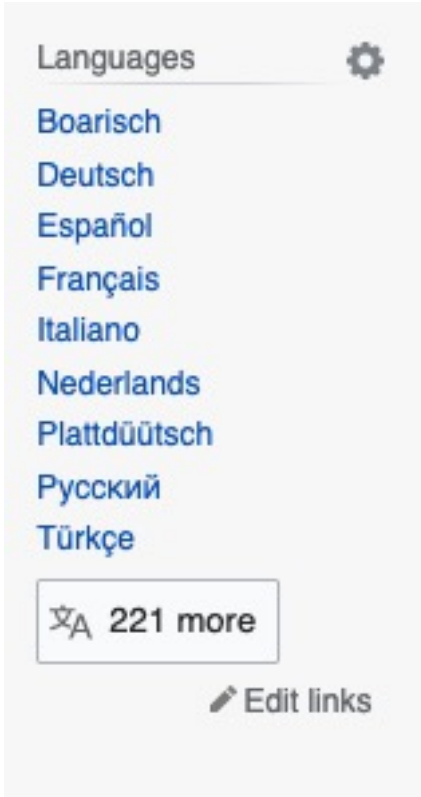 Languages
Boarisch
Deutsch
Español
Français
Italiano
Nederlands
Plattdüütsch
Русский
Türkçe
221 more
Edit links